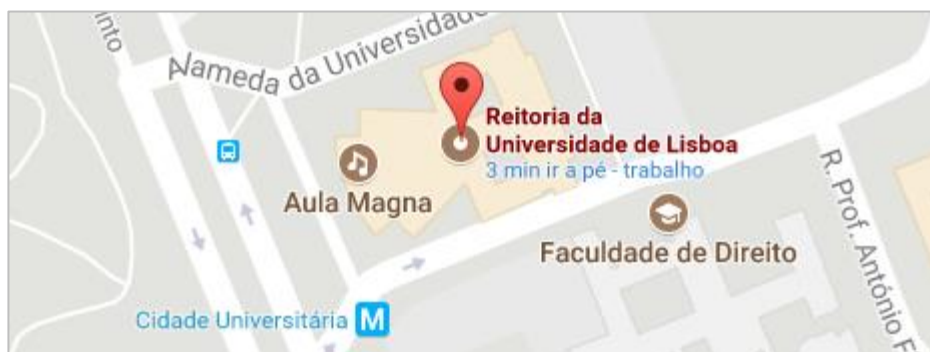 into
Alameda da Universidade
Reitoria da
Universidade de Lisboa
3 min ir a pé - trabalho
Aula Magna
R. Prof. António F
Faculdade de Direito
Cidade Universitária M